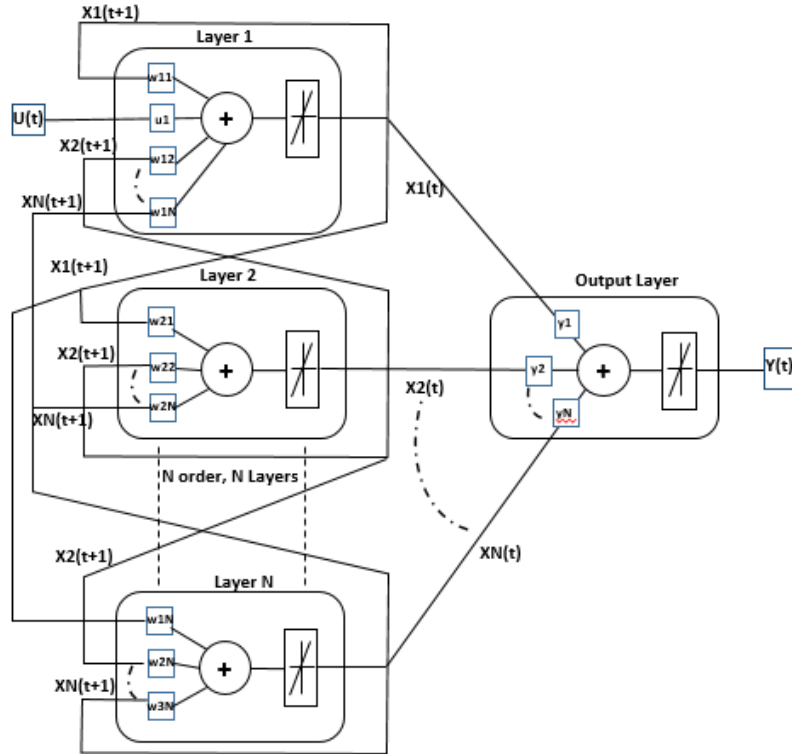 X1(t+1)
Layer 1
w11
U(t)
u1
+
X2(t+1)
w12
XN(t+1)
w1N
X1(t)
X1(t+1)
Layer 2
Output Layer
w21
y1
X2(t+1)
w22
+
y2
+
Y(t)
X2(t)
w2N
XN(t+1)
yN
N order, N Layers
X2(t+1)
XN(t)
Layer N
w1N
w2N
+
XN(t+1)
w3N